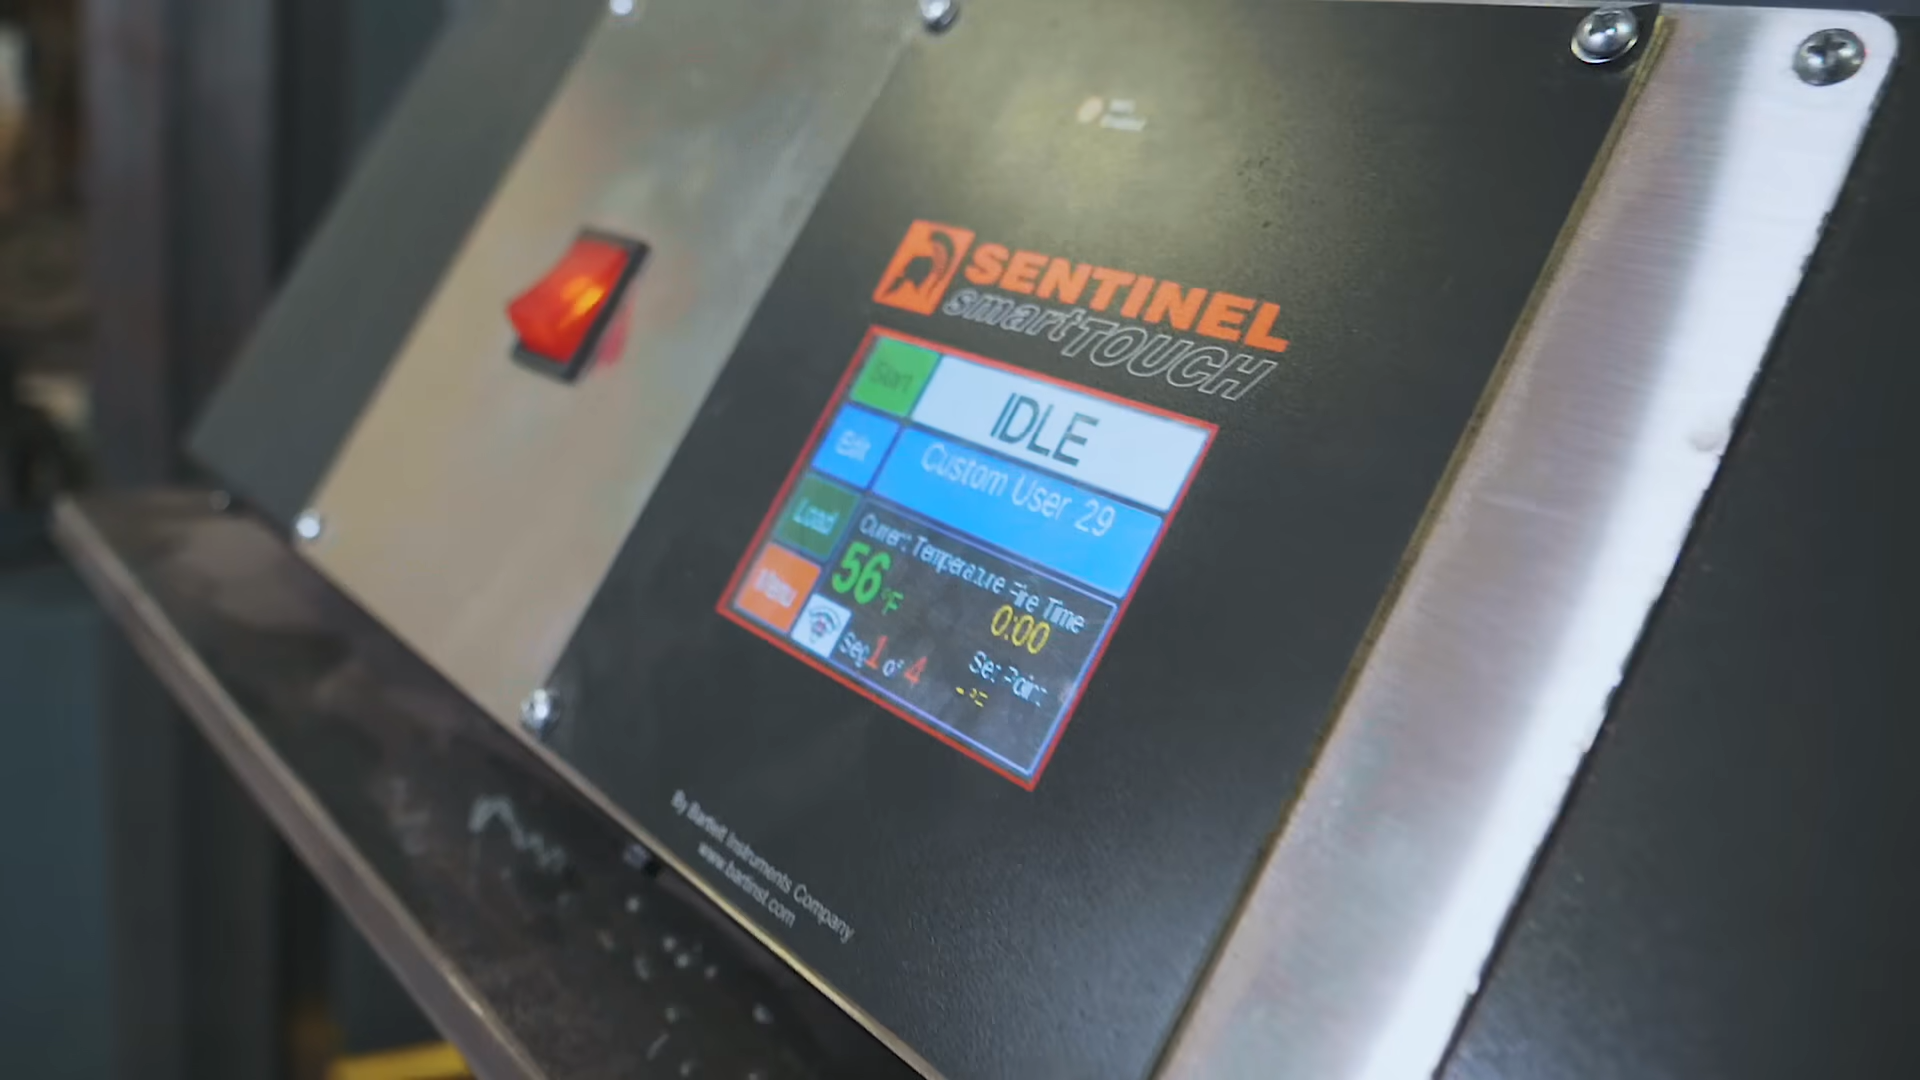 SENTINEL
smartTOUCH
Start
IDLE
Edit
Custom User 29
Load
Current Temperature
Fire Time
56°F
0:00
Menu
Seg 1 of 4
Set Point
- °F
By Bartlett Instruments Company
www.bartinst.com